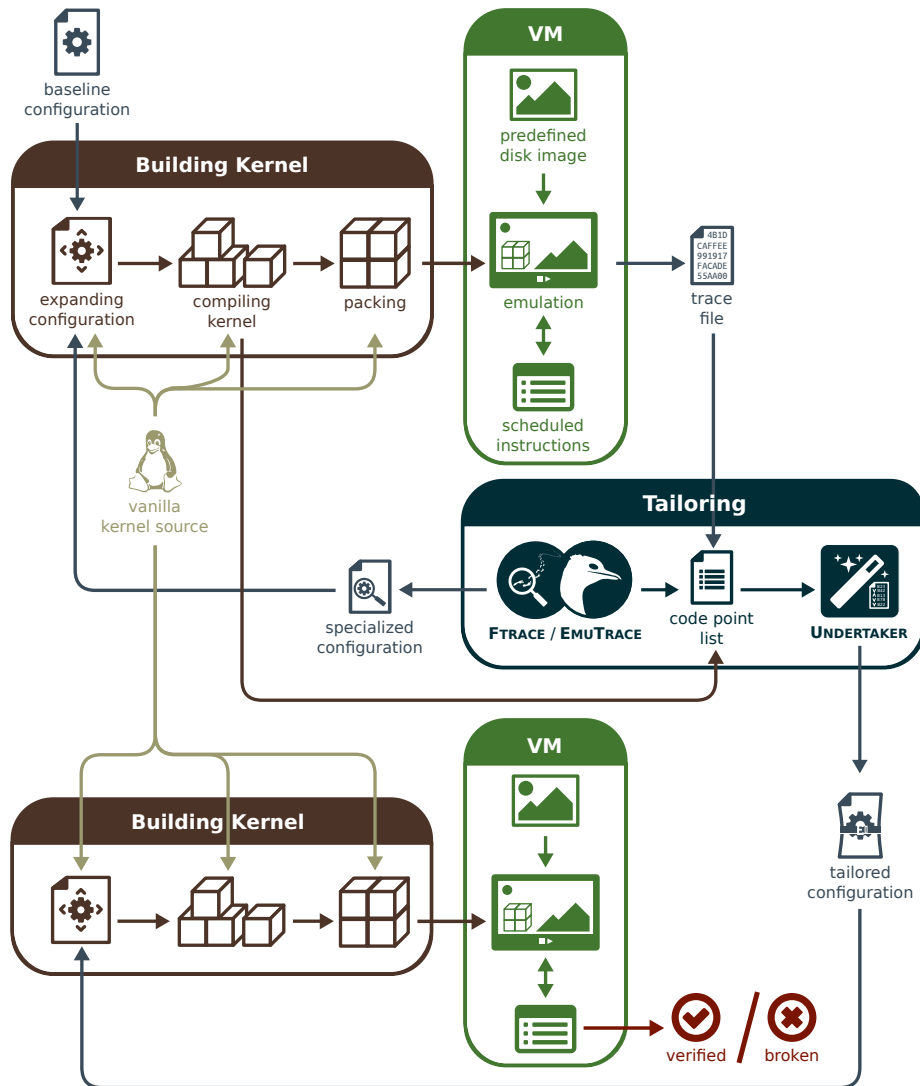 baseline
configuration
VM
predefined
disk image
Building Kernel
expanding
configuration
compiling
kernel
packing
emulation
4B1D
CAFFEE
991917
FACADE
55AA00
trace
file
scheduled
instructions
vanilla
kernel source
Tailoring
specialized
configuration
FTRACE / EMUTRACE
code point
list
UNDERTAKER
VM
Building Kernel
tailored
configuration
verified
broken